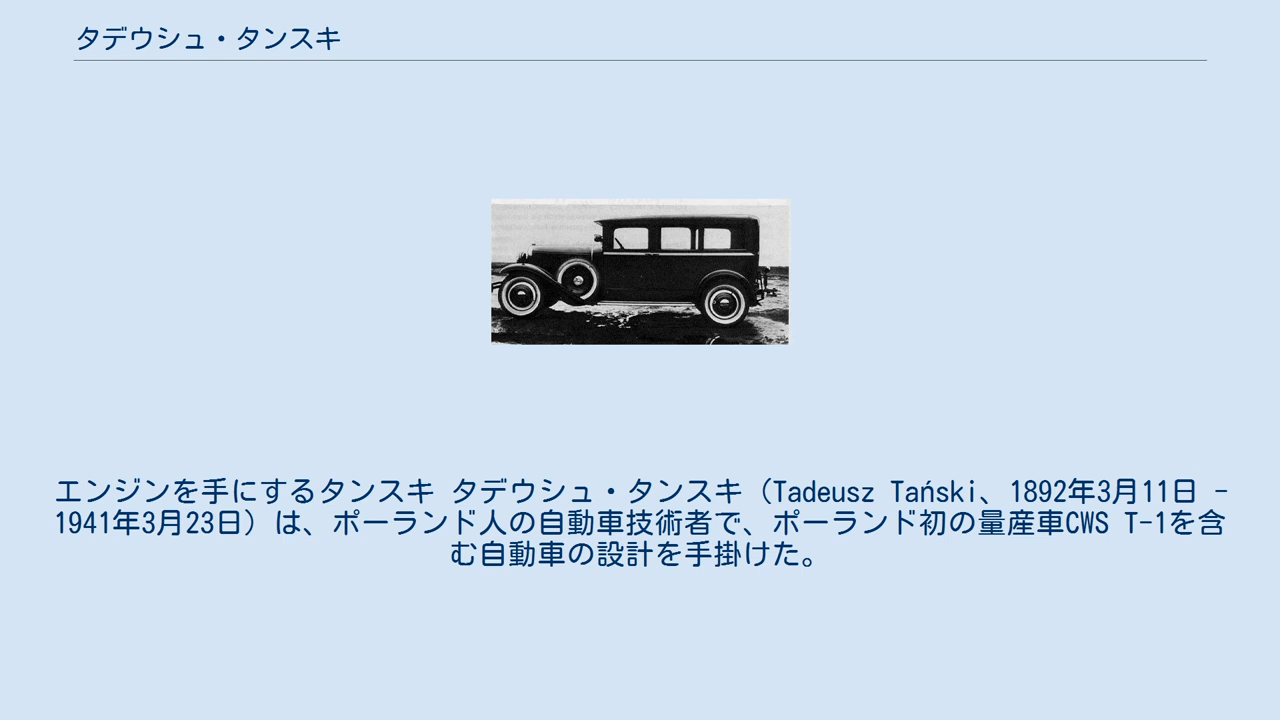 タデウシュ・タンスキ
エンジンを手にするタンスキ タデウシュ・タンスキ（Tadeusz Tański、1892年3月11日 -
1941年3月23日）は、ポーランド人の自動車技術者で、ポーランド初の量産車CWS T-1を含
む自動車の設計を手掛けた。